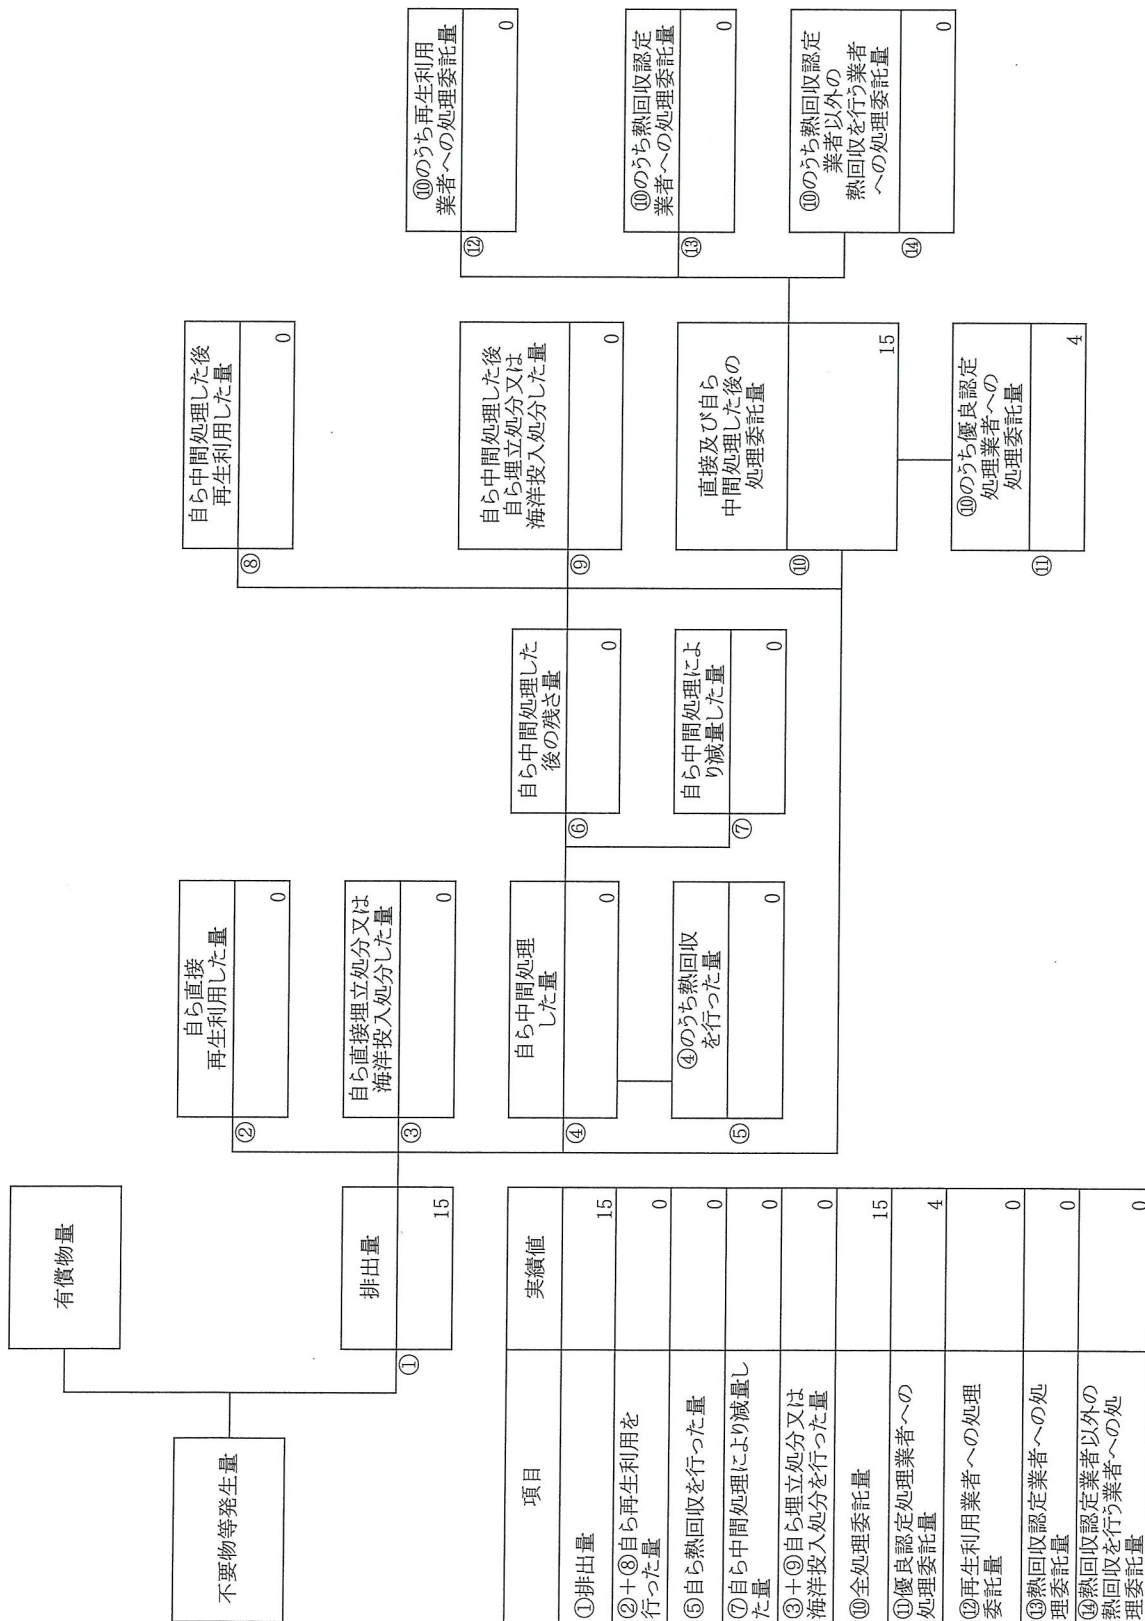 不要物等発生量
有償物量
①
排出量
15
②
自ら直接
再生利用した量
0
③
自ら直接埋立処分又は
海洋投入処分した量
0
④
自ら中間処理
した量
0
⑤
④のうち熱回収
を行った量
0
⑥
自ら中間処理した
後の残さ量
0
⑦
自ら中間処理によ
り減量した量
0
⑧
自ら中間処理した後
再生利用した量
0
⑨
自ら中間処理した後
自ら埋立処分又は
海洋投入処分した量
0
⑩
直接及び自ら
中間処理した後の
処理委託量
15
⑪
⑩のうち優良認定
処理業者への
処理委託量
4
⑫
⑩のうち再生利用
業者への処理委託量
0
⑬
⑩のうち熱回収認定
業者への処理委託量
0
⑭
⑩のうち熱回収認定
業者以外の
熱回収を行う業者
への処理委託量
0
項目
実績値
①排出量
15
②+⑧自ら再生利用を
行った量
0
⑤自ら熱回収を行った量
0
⑦自ら中間処理により減量し
た量
0
③+⑨自ら埋立処分又は
海洋投入処分を行った量
0
⑩全処理委託量
15
⑪優良認定処理業者への
処理委託量
4
⑫再生利用業者への処理
委託量
0
⑬熱回収認定業者への処
理委託量
0
⑭熱回収認定業者以外の
熱回収を行う業者への処
理委託量
0